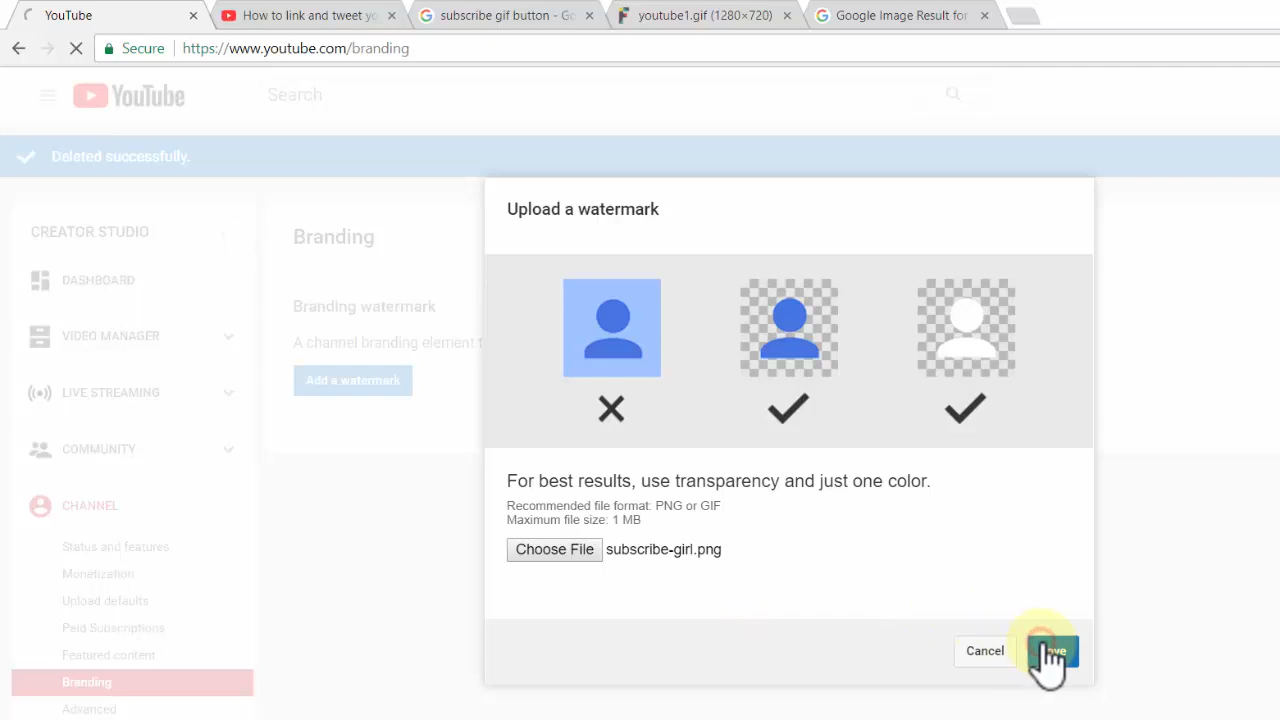 YouTube
How to link and tweet yo
subscribe gif button - Go
youtube1.gif (1280×720)
Google Image Result for
Secure
https://www.youtube.com/branding
YouTube
Search
Deleted successfully.
Upload a watermark
CREATOR STUDIO
Branding
DASHBOARD
Branding watermark
VIDEO MANAGER
A channel branding element t
Add a watermark
LIVE STREAMING
COMMUNITY
For best results, use transparency and just one color.
CHANNEL
Recommended file format: PNG or GIF
Maximum file size: 1 MB
Status and features
Choose File
subscribe-girl.png
Monetization
Upload defaults
Paid Subscriptions
Featured content
Cancel
Branding
Advanced